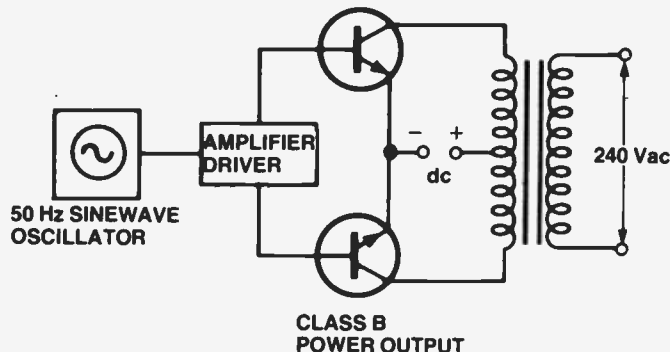 AMPLIFIER
DRIVER
- +
dc
240 Vac
50 Hz SINEWAVE
OSCILLATOR
CLASS B
POWER OUTPUT